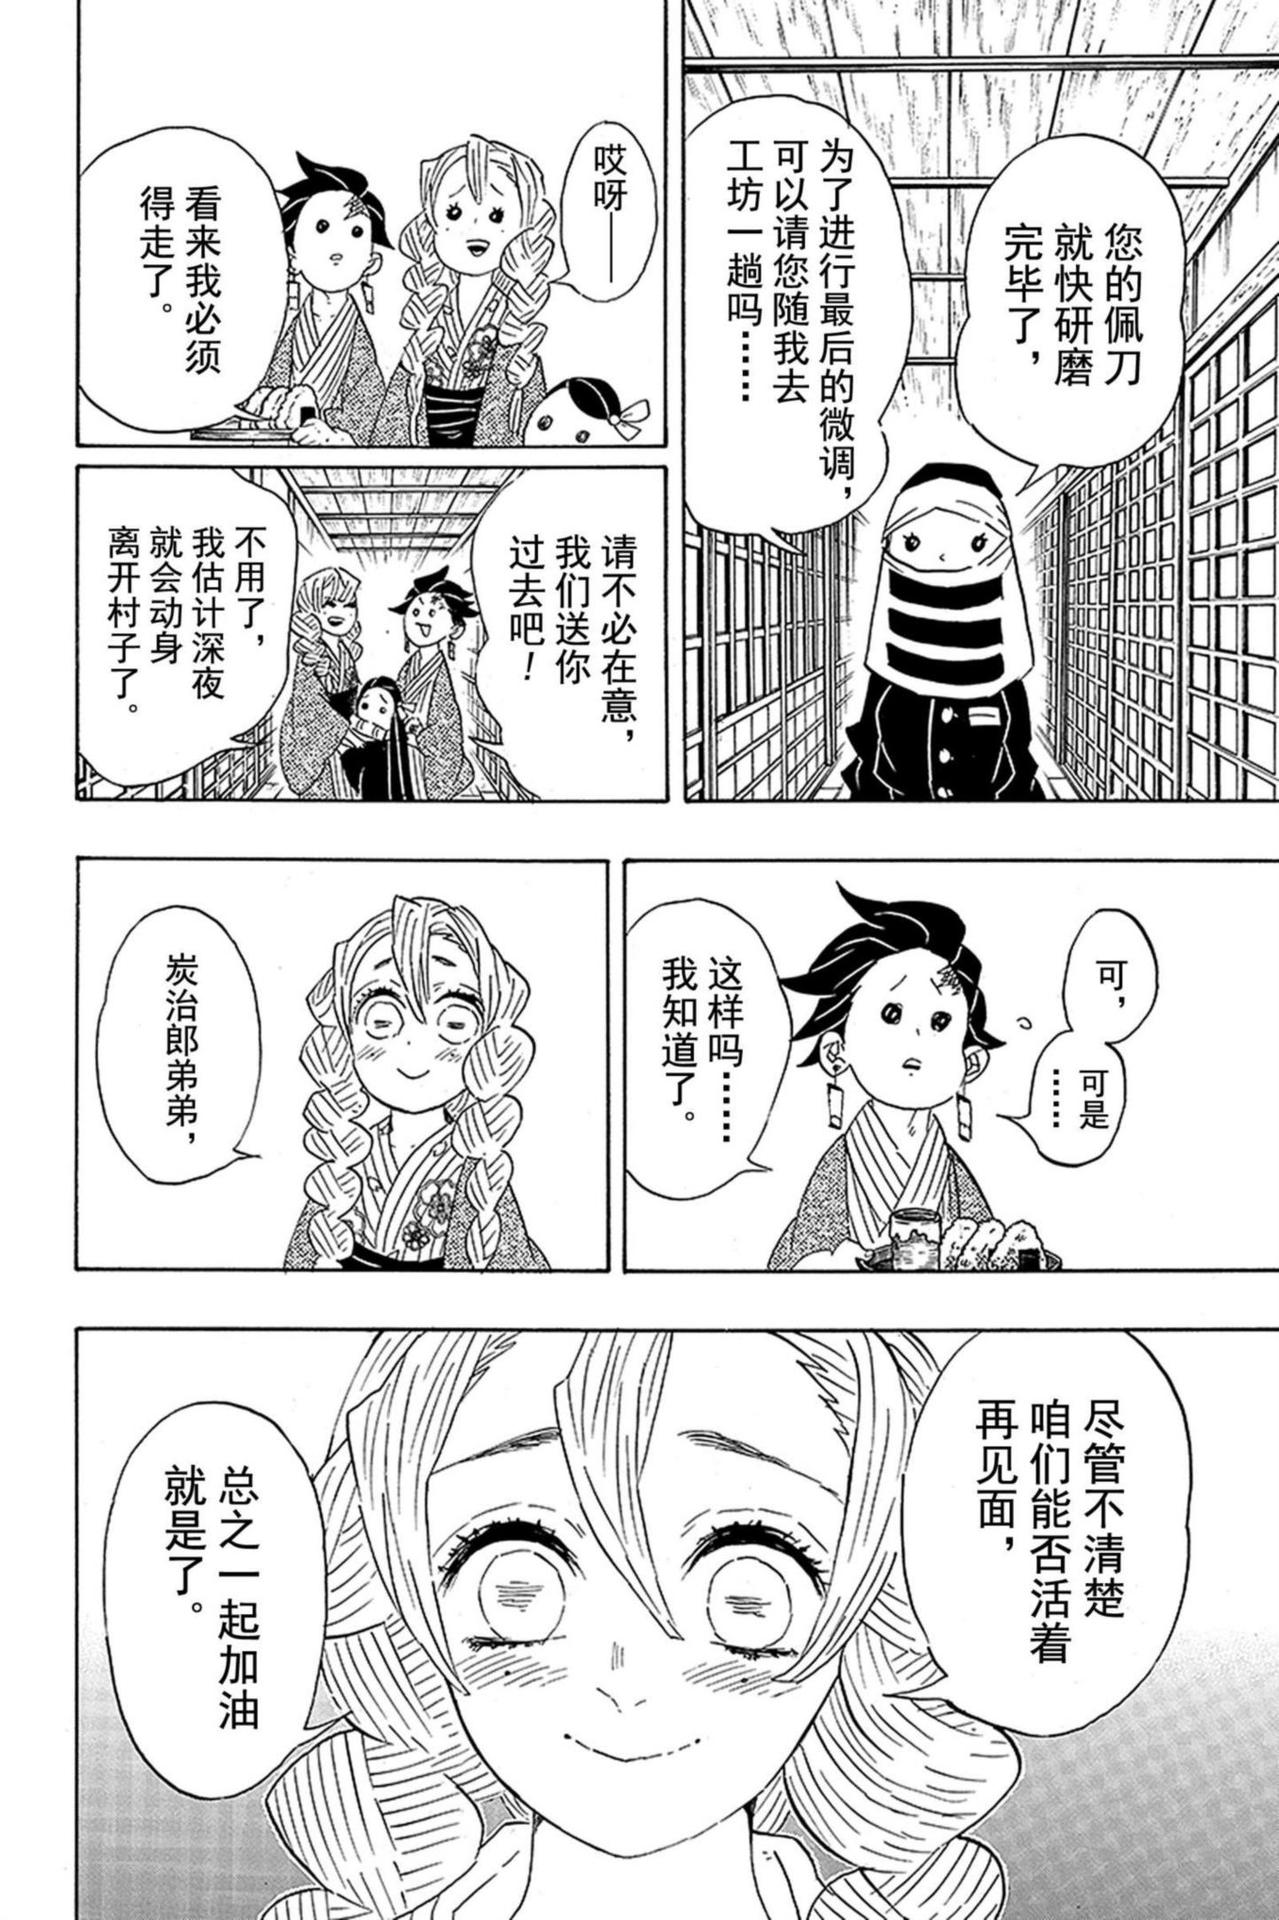 您的佩刀
就快研磨
完毕了，
为了进行最后的微调，
可以请您随我去
工坊一趟吗……
哎呀——
看来我必须
得走了。
请不必在意，
我们送你
过去吧！
不用了，
我估计深夜
就会动身
离开村子了。
可，
可是
……
这样吗……
我知道了。
炭治郎弟弟，
尽管不清楚
咱们能否活着
再见面，
总之一起加油
就是了。